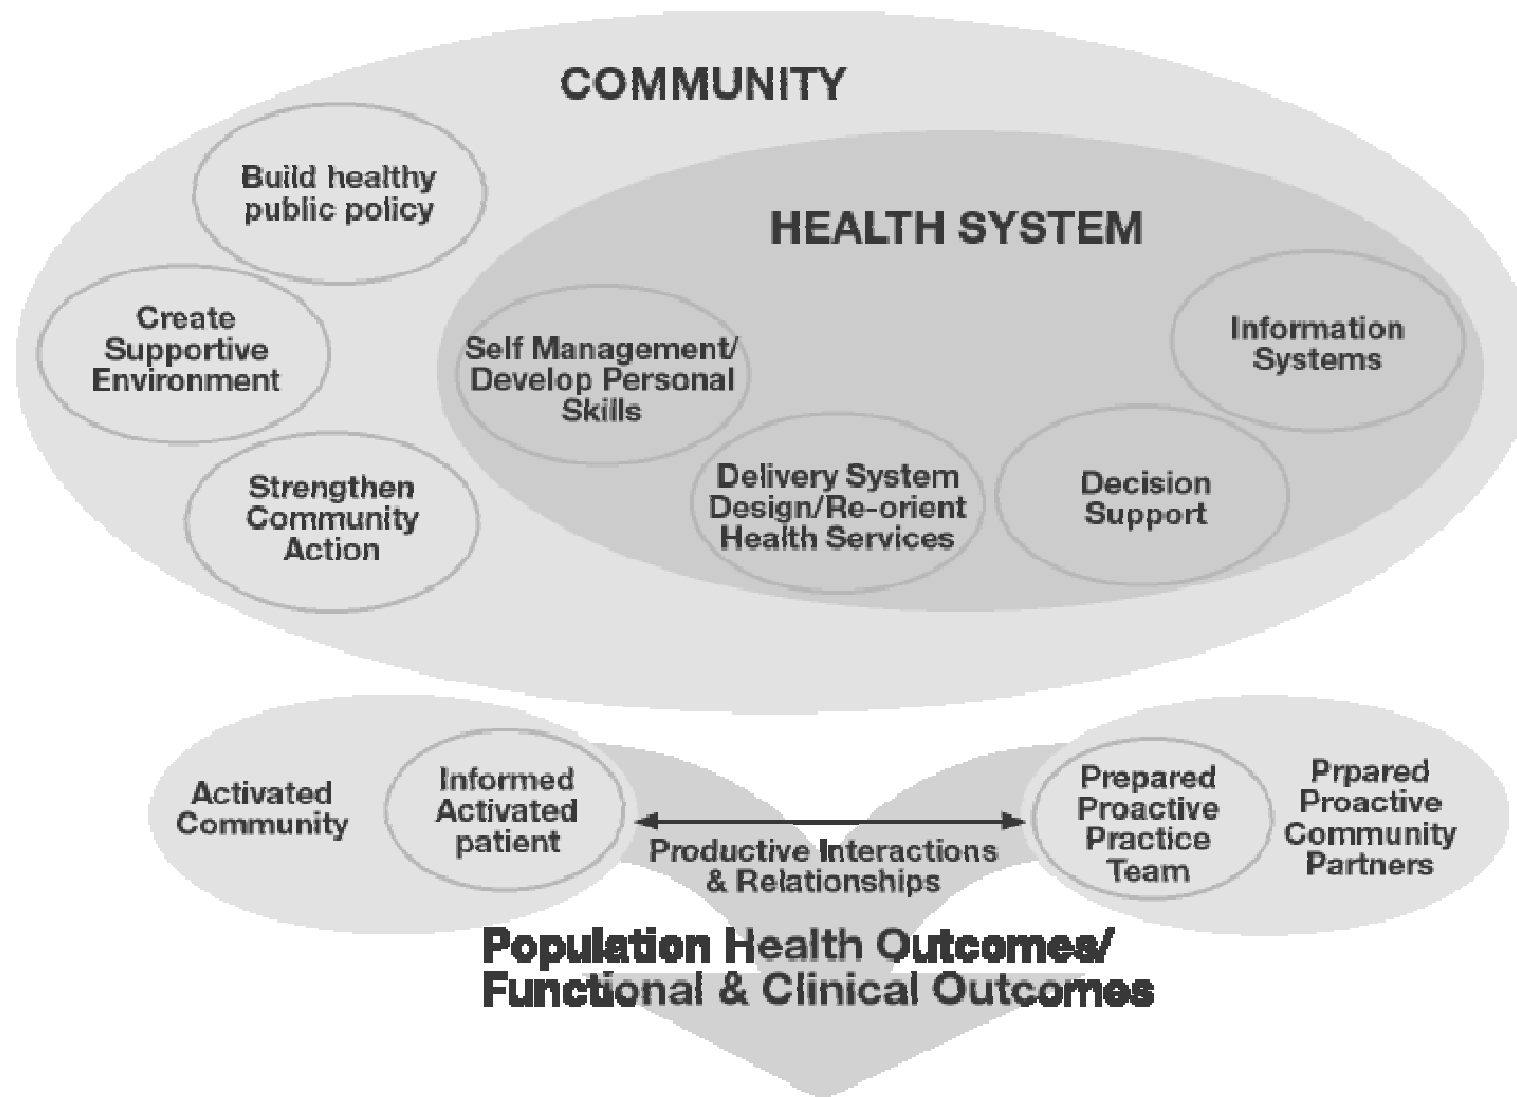 COMMUNITY
Build healthy
public policy
HEALTH SYSTEM
Create
Supportive
Environment
Self Management/
Develop Personal
Skills
Information
Systems
Strengthen
Community
Action
Delivery System
Design/Re-orient
Health Services
Decision
Support
Activated
Community
Informed
Activated
patient
Productive Interactions
& Relationships
Prepared
Proactive
Practice
Team
Prpared
Proactive
Community
Partners
Population Health Outcomes/
Functional & Clinical Outcomes